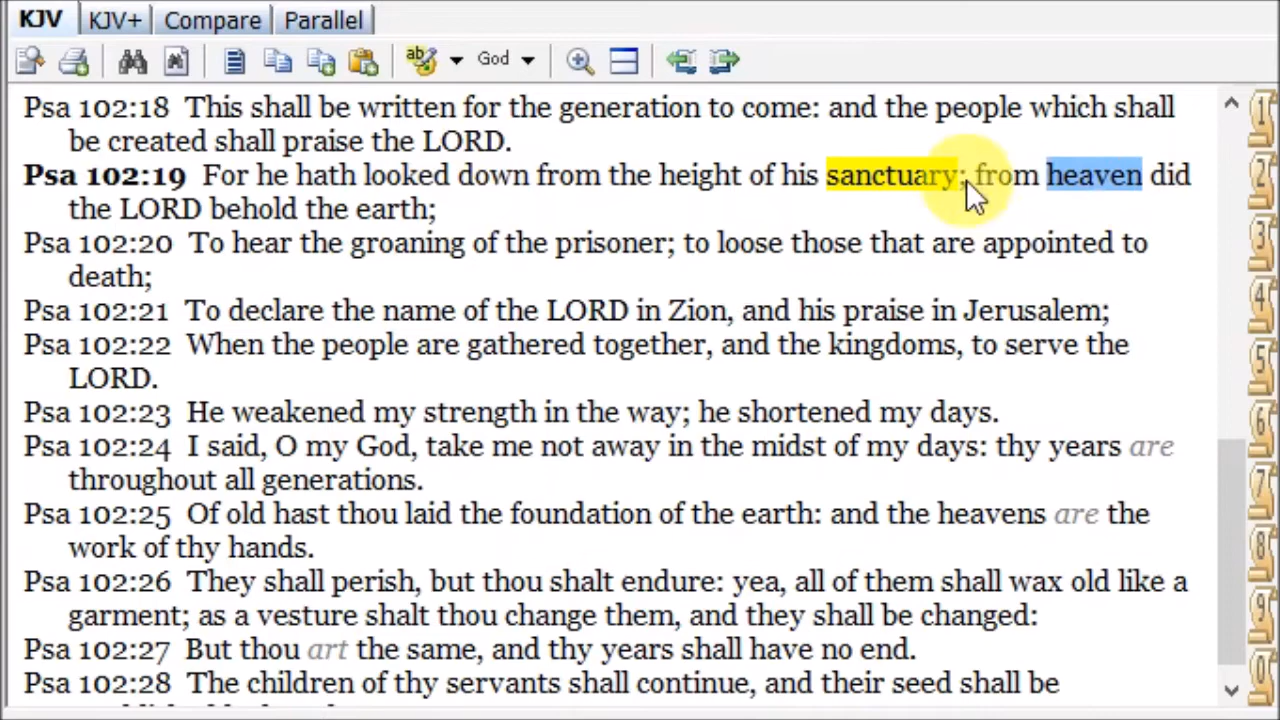 KJV KJV+ Compare Parallel
God
Psa 102:18 This shall be written for the generation to come: and the people which shall
be created shall praise the LORD.
Psa 102:19 For he hath looked down from the height of his sanctuary; from heaven did
the LORD behold the earth;
Psa 102:20 To hear the groaning of the prisoner; to loose those that are appointed to
death;
Psa 102:21 To declare the name of the LORD in Zion, and his praise in Jerusalem;
Psa 102:22 When the people are gathered together, and the kingdoms, to serve the
LORD.
Psa 102:23 He weakened my strength in the way; he shortened my days.
Psa 102:24 I said, O my God, take me not away in the midst of my days: thy years are
throughout all generations.
Psa 102:25 Of old hast thou laid the foundation of the earth: and the heavens are the
work of thy hands.
Psa 102:26 They shall perish, but thou shalt endure: yea, all of them shall wax old like a
garment; as a vesture shalt thou change them, and they shall be changed:
Psa 102:27 But thou art the same, and thy years shall have no end.
Psa 102:28 The children of thy servants shall continue, and their seed shall be